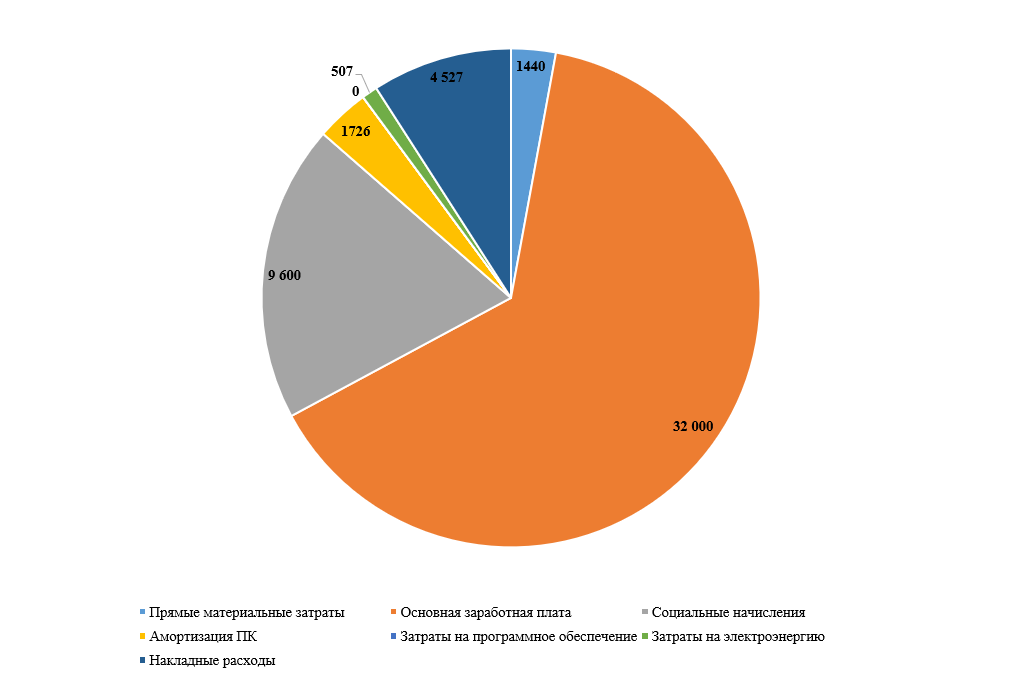 1440
4 527
507
0
1726
9 600
32 000
Прямые материальные затраты
Основная заработная плата
Социальные начисления
Амортизация ПК
Затраты на программное обеспечение
Затраты на электроэнергию
Накладные расходы